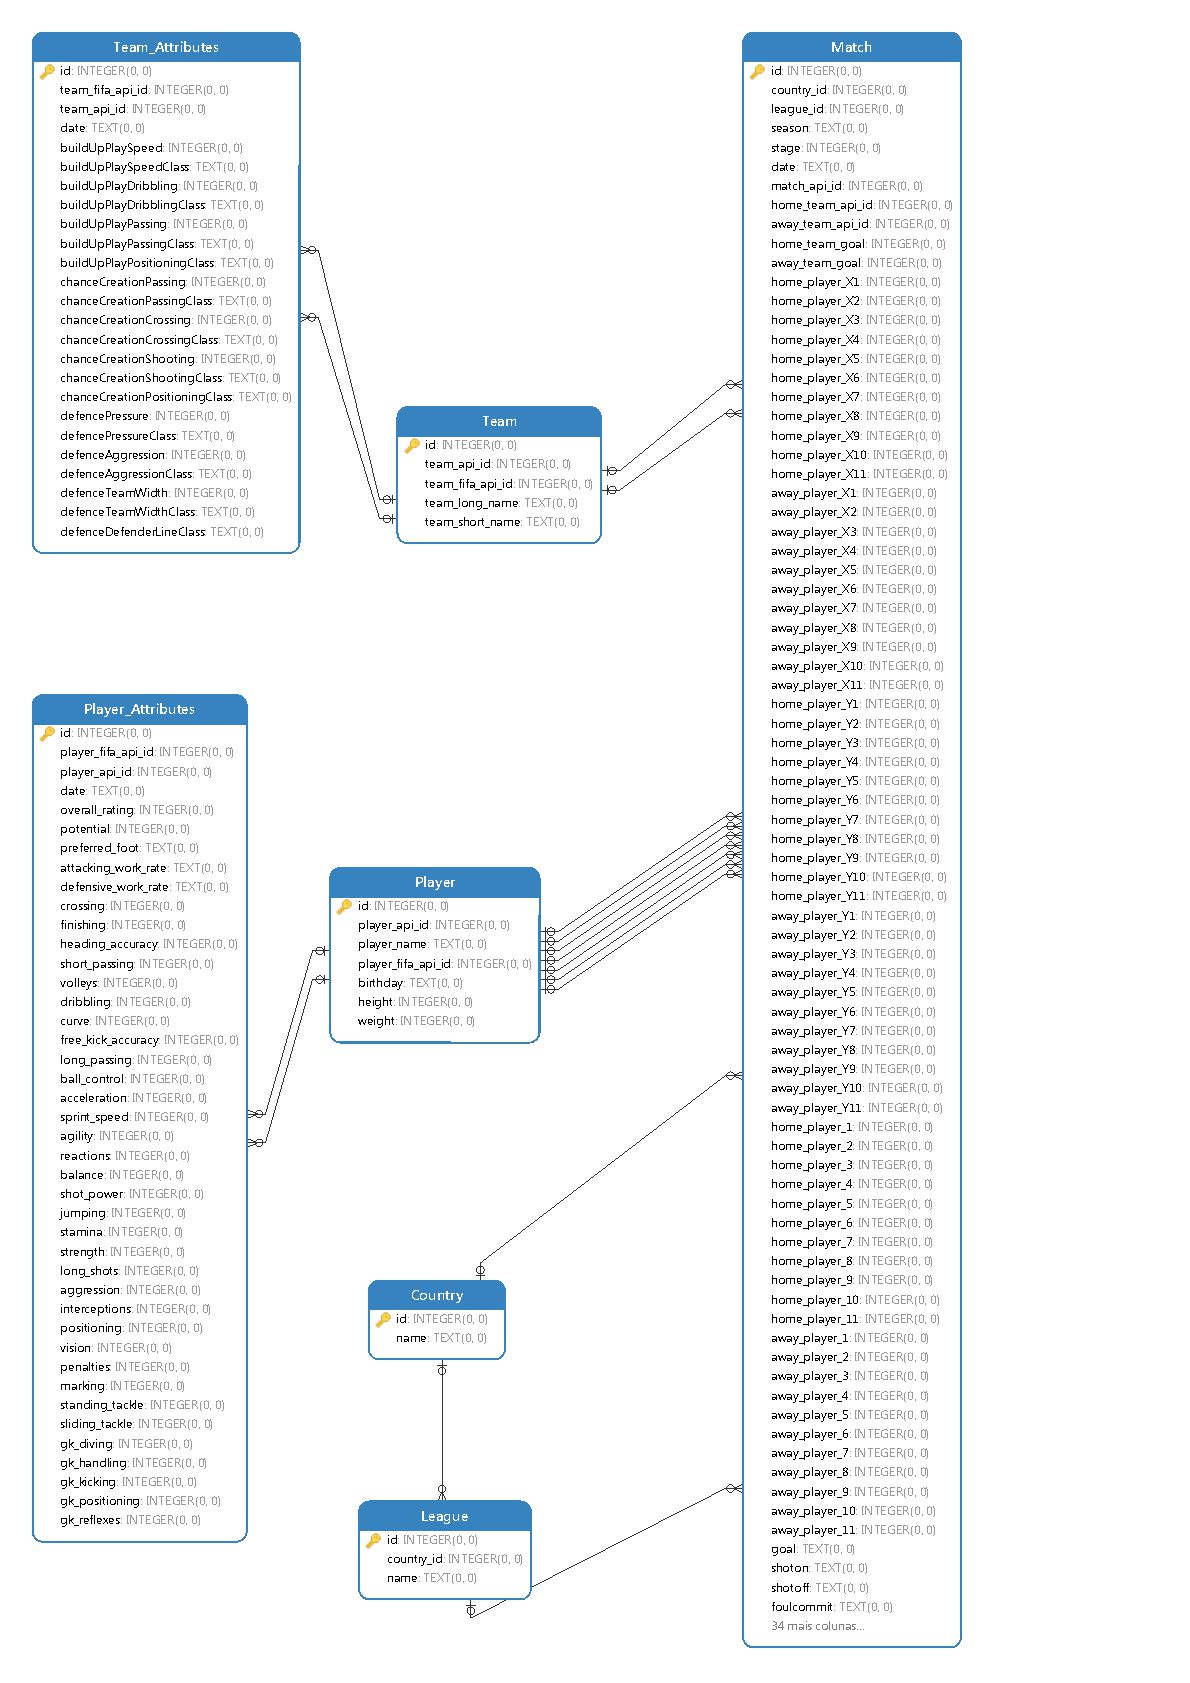 Team_Attributes
id: INTEGER(0, 0)
team_fifa_api_id: INTEGER(0, 0)
team_api_id: INTEGER(0, 0)
date: TEXT(0, 0)
buildUpPlaySpeed: INTEGER(0, 0)
buildUpPlaySpeedClass: TEXT(0, 0)
buildUpPlayDribbling: INTEGER(0, 0)
buildUpPlayDribblingClass: TEXT(0, 0)
buildUpPlayPassing: INTEGER(0, 0)
buildUpPlayPassingClass: TEXT(0, 0)
buildUpPlayPositioningClass: TEXT(0, 0)
chanceCreationPassing: INTEGER(0, 0)
chanceCreationPassingClass: TEXT(0, 0)
chanceCreationCrossing: INTEGER(0, 0)
chanceCreationCrossingClass: TEXT(0, 0)
chanceCreationShooting: INTEGER(0, 0)
chanceCreationShootingClass: TEXT(0, 0)
chanceCreationPositioningClass: TEXT(0, 0)
defencePressure: INTEGER(0, 0)
defencePressureClass: TEXT(0, 0)
defenceAggression: INTEGER(0, 0)
defenceAggressionClass: TEXT(0, 0)
defenceTeamWidth: INTEGER(0, 0)
defenceTeamWidthClass: TEXT(0, 0)
defenceDefenderLineClass: TEXT(0, 0)
Team
id: INTEGER(0, 0)
team_api_id: INTEGER(0, 0)
team_fifa_api_id: INTEGER(0, 0)
team_long_name: TEXT(0, 0)
team_short_name: TEXT(0, 0)
Player_Attributes
id: INTEGER(0, 0)
player_fifa_api_id: INTEGER(0, 0)
player_api_id: INTEGER(0, 0)
date: TEXT(0, 0)
overall_rating: INTEGER(0, 0)
potential: INTEGER(0, 0)
preferred_foot: TEXT(0, 0)
attacking_work_rate: TEXT(0, 0)
defensive_work_rate: TEXT(0, 0)
crossing: INTEGER(0, 0)
finishing: INTEGER(0, 0)
heading_accuracy: INTEGER(0, 0)
short_passing: INTEGER(0, 0)
volleys: INTEGER(0, 0)
dribbling: INTEGER(0, 0)
curve: INTEGER(0, 0)
free_kick_accuracy: INTEGER(0, 0)
long_passing: INTEGER(0, 0)
ball_control: INTEGER(0, 0)
acceleration: INTEGER(0, 0)
sprint_speed: INTEGER(0, 0)
agility: INTEGER(0, 0)
reactions: INTEGER(0, 0)
balance: INTEGER(0, 0)
shot_power: INTEGER(0, 0)
jumping: INTEGER(0, 0)
stamina: INTEGER(0, 0)
strength: INTEGER(0, 0)
long_shots: INTEGER(0, 0)
aggression: INTEGER(0, 0)
interceptions: INTEGER(0, 0)
positioning: INTEGER(0, 0)
vision: INTEGER(0, 0)
penalties: INTEGER(0, 0)
marking: INTEGER(0, 0)
standing_tackle: INTEGER(0, 0)
sliding_tackle: INTEGER(0, 0)
gk_diving: INTEGER(0, 0)
gk_handling: INTEGER(0, 0)
gk_kicking: INTEGER(0, 0)
gk_positioning: INTEGER(0, 0)
gk_reflexes: INTEGER(0, 0)
Player
id: INTEGER(0, 0)
player_api_id: INTEGER(0, 0)
player_name: TEXT(0, 0)
player_fifa_api_id: INTEGER(0, 0)
birthday: TEXT(0, 0)
height: INTEGER(0, 0)
weight: INTEGER(0, 0)
Country
id: INTEGER(0, 0)
name: TEXT(0, 0)
League
id: INTEGER(0, 0)
country_id: INTEGER(0, 0)
name: TEXT(0, 0)
Match
id: INTEGER(0, 0)
country_id: INTEGER(0, 0)
league_id: INTEGER(0, 0)
season: TEXT(0, 0)
stage: INTEGER(0, 0)
date: TEXT(0, 0)
match_api_id: INTEGER(0, 0)
home_team_api_id: INTEGER(0, 0)
away_team_api_id: INTEGER(0, 0)
home_team_goal: INTEGER(0, 0)
away_team_goal: INTEGER(0, 0)
home_player_X1: INTEGER(0, 0)
home_player_X2: INTEGER(0, 0)
home_player_X3: INTEGER(0, 0)
home_player_X4: INTEGER(0, 0)
home_player_X5: INTEGER(0, 0)
home_player_X6: INTEGER(0, 0)
home_player_X7: INTEGER(0, 0)
home_player_X8: INTEGER(0, 0)
home_player_X9: INTEGER(0, 0)
home_player_X10: INTEGER(0, 0)
home_player_X11: INTEGER(0, 0)
away_player_X1: INTEGER(0, 0)
away_player_X2: INTEGER(0, 0)
away_player_X3: INTEGER(0, 0)
away_player_X4: INTEGER(0, 0)
away_player_X5: INTEGER(0, 0)
away_player_X6: INTEGER(0, 0)
away_player_X7: INTEGER(0, 0)
away_player_X8: INTEGER(0, 0)
away_player_X9: INTEGER(0, 0)
away_player_X10: INTEGER(0, 0)
away_player_X11: INTEGER(0, 0)
home_player_Y1: INTEGER(0, 0)
home_player_Y2: INTEGER(0, 0)
home_player_Y3: INTEGER(0, 0)
home_player_Y4: INTEGER(0, 0)
home_player_Y5: INTEGER(0, 0)
home_player_Y6: INTEGER(0, 0)
home_player_Y7: INTEGER(0, 0)
home_player_Y8: INTEGER(0, 0)
home_player_Y9: INTEGER(0, 0)
home_player_Y10: INTEGER(0, 0)
home_player_Y11: INTEGER(0, 0)
away_player_Y1: INTEGER(0, 0)
away_player_Y2: INTEGER(0, 0)
away_player_Y3: INTEGER(0, 0)
away_player_Y4: INTEGER(0, 0)
away_player_Y5: INTEGER(0, 0)
away_player_Y6: INTEGER(0, 0)
away_player_Y7: INTEGER(0, 0)
away_player_Y8: INTEGER(0, 0)
away_player_Y9: INTEGER(0, 0)
away_player_Y10: INTEGER(0, 0)
away_player_Y11: INTEGER(0, 0)
home_player_1: INTEGER(0, 0)
home_player_2: INTEGER(0, 0)
home_player_3: INTEGER(0, 0)
home_player_4: INTEGER(0, 0)
home_player_5: INTEGER(0, 0)
home_player_6: INTEGER(0, 0)
home_player_7: INTEGER(0, 0)
home_player_8: INTEGER(0, 0)
home_player_9: INTEGER(0, 0)
home_player_10: INTEGER(0, 0)
home_player_11: INTEGER(0, 0)
away_player_1: INTEGER(0, 0)
away_player_2: INTEGER(0, 0)
away_player_3: INTEGER(0, 0)
away_player_4: INTEGER(0, 0)
away_player_5: INTEGER(0, 0)
away_player_6: INTEGER(0, 0)
away_player_7: INTEGER(0, 0)
away_player_8: INTEGER(0, 0)
away_player_9: INTEGER(0, 0)
away_player_10: INTEGER(0, 0)
away_player_11: INTEGER(0, 0)
goal: TEXT(0, 0)
shoton: TEXT(0, 0)
shotoff: TEXT(0, 0)
foulcommit: TEXT(0, 0)
34 mais colunas...